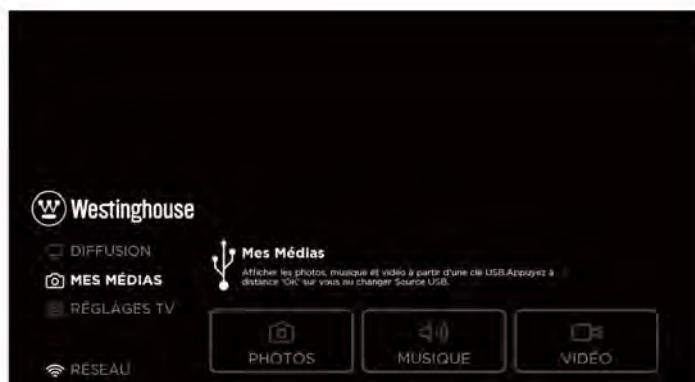 Westinghouse
DIFFUSION
MES MÉDIAS
RÉGLAGES TV
RÉSEAU
Mes Médias
Afficher les photos, musique et vidéo à partir d'une clé USB.Appuyez à
distance 'OK' sur vous ou changer Source USB.
PHOTOS
MUSIQUE
VIDÉO